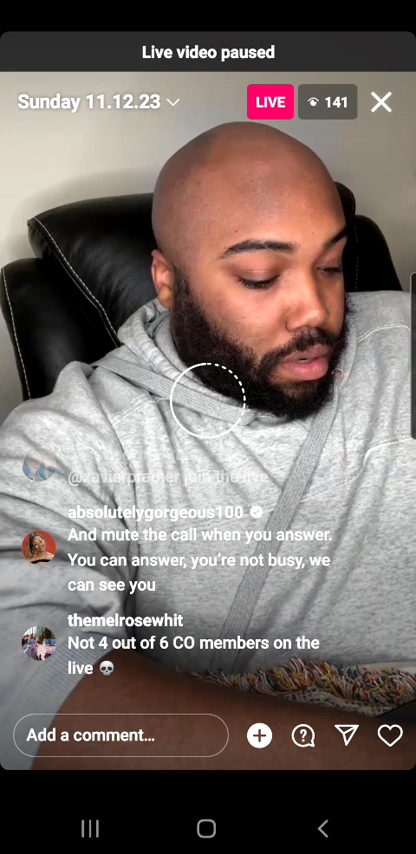 Live video paused
Sunday 11.12.23
LIVE
141
@xavierprather join the live
absolutelygorgeous100
And mute the call when you answer.
You can answer, you're not busy, we
can see you
themelrosewhit
Not 4 out of 6 CO members on the
live 💀
Add a comment...